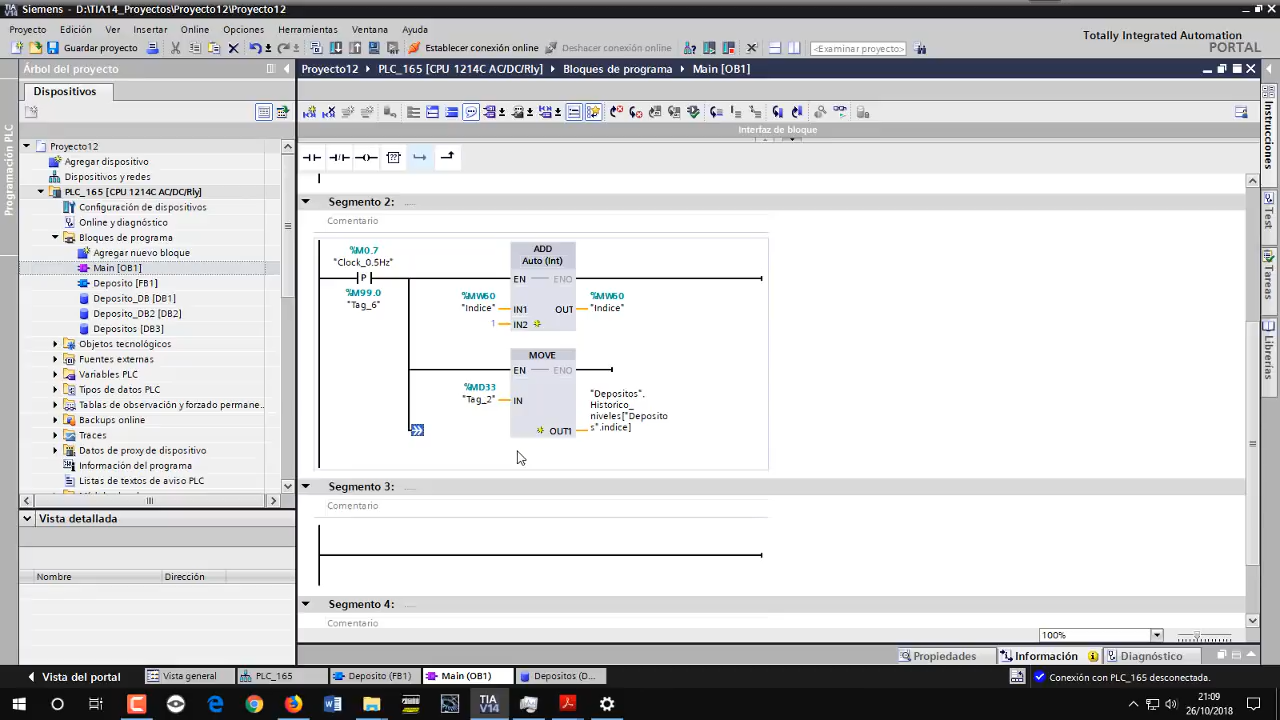 Siemens - D:\TIA14_Proyectos\Proyecto12\Proyecto12
Proyecto Edición Ver Insertar Online Opciones Herramientas Ventana Ayuda
Guardar proyecto Establecer conexión online Deshacer conexión online <Examinar proyecto>
Totally Integrated Automation
PORTAL
Árbol del proyecto
Proyecto12 PLC_165 [CPU 1214C AC/DC/Rly] Bloques de programa Main [OB1]
Dispositivos
Programación PLC
Interfaz de bloque
Proyecto12
Agregar dispositivo
Dispositivos y redes
PLC_165 [CPU 1214C AC/DC/Rly]
Configuración de dispositivos
Online y diagnóstico
Bloques de programa
Agregar nuevo bloque
Main [OB1]
Deposito [FB1]
Deposito_DB [DB1]
Deposito_DB2 [DB2]
Depositos [DB3]
Objetos tecnológicos
Fuentes externas
Variables PLC
Tipos de datos PLC
Tablas de observación y forzado permane...
Backups online
Traces
Datos de proxy de dispositivo
Información del programa
Listas de textos de aviso PLC
Vista detallada
Nombre Dirección
Segmento 2: ....
Comentario
%M0.7
"Clock_0.5Hz"
P
%M99.0
"Tag_6"
ADD
Auto (Int)
EN ENO
%MW60
"Indice" IN1
1 IN2
OUT
%MW60
"Indice"
MOVE
EN ENO
%MD33
"Tag_2" IN
OUT1
"Depositos".
Historico_
niveles["Deposito
s".indice]
Segmento 3: ....
Comentario
Segmento 4: ....
Comentario
100%
Instrucciones
Test
Tareas
Librerías
Propiedades Información Diagnóstico
Vista del portal Vista general PLC_165 Deposito (FB1) Main (OB1) Depositos (D... Conexión con PLC_165 desconectada.
TIA
V14
21:09
26/10/2018